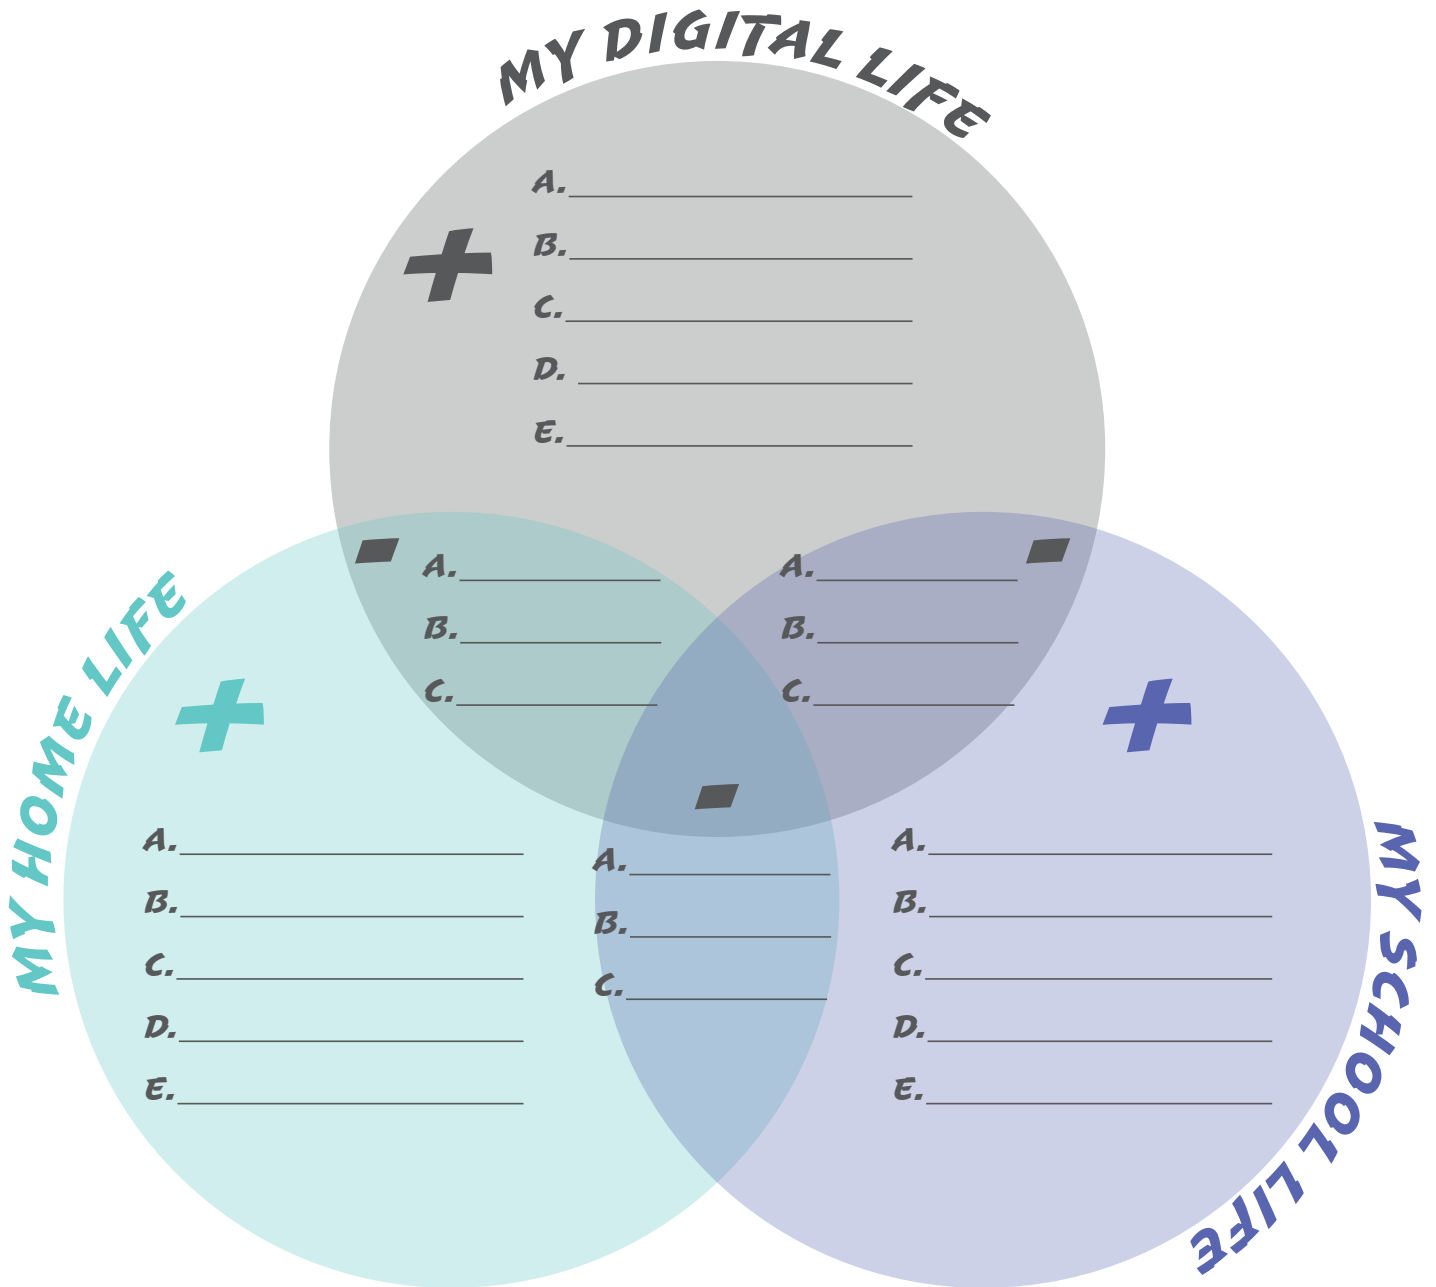 MY DIGITAL LIFE
+
A.
B.
C.
D.
E.
MY HOME LIFE
-
A.
B.
C.
A.
B.
C.
-
+
+
-
A.
B.
C.
D.
E.
A.
B.
C.
A.
B.
C.
D.
E.
MY SCHOOL LIFE